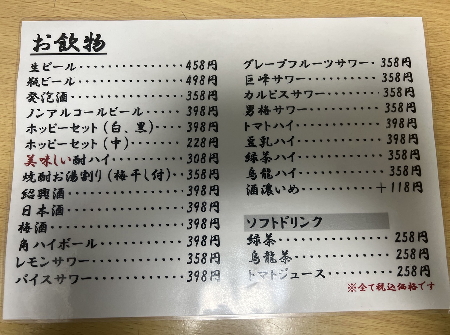 お飲物
生ビール・・・・・・・・・・・・・・458円
瓶ビール・・・・・・・・・・・・・・498円
発泡酒・・・・・・・・・・・・・・・358円
ノンアルコールビール・・・・・・398円
ホッピーセット(白、黒)・・・・・398円
ホッピーセット(中)・・・・・・・228円
美味しい酎ハイ・・・・・・・・・・308円
焼酎お湯割り(梅干し付)・・・・358円
紹興酒・・・・・・・・・・・・・・・398円
日本酒・・・・・・・・・・・・・・・398円
梅酒・・・・・・・・・・・・・・・・398円
角ハイボール・・・・・・・・・・・398円
レモンサワー・・・・・・・・・・・358円
バイスサワー・・・・・・・・・・・398円
グレープフルーツサワー・・358円
巨峰サワー・・・・・・・・・・358円
カルピスサワー・・・・・・・358円
男梅サワー・・・・・・・・・・358円
トマトハイ・・・・・・・・・・398円
豆乳ハイ・・・・・・・・・・・398円
緑茶ハイ・・・・・・・・・・・358円
烏龍ハイ・・・・・・・・・・・358円
酒濃いめ・・・・・・・・・・+118円
ソフトドリンク
緑茶・・・・・・・・・・・・・・258円
烏龍茶・・・・・・・・・・・・258円
トマトジュース・・・・・・・258円
※全て税込価格です